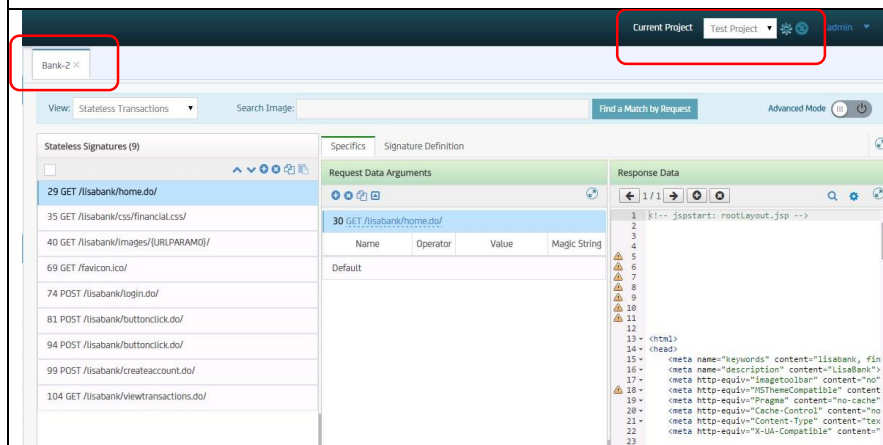 Current Project Test Project admin
Bank-2
View: Stateless Transactions Search Image: Find a Match by Request Advanced Mode
Stateless Signatures (9)
Specifics Signature Definition
Request Data Arguments
Response Data
1 / 1
29 GET /lisabank/home.do/
35 GET /lisabank/css/financial.css/
40 GET /lisabank/images/{URLPARAM0}/
69 GET /favicon.ico/
74 POST /lisabank/login.do/
81 POST /lisabank/buttonclick.do/
94 POST /lisabank/buttonclick.do/
99 POST /lisabank/createaccount.do/
104 GET /lisabank/viewtransactions.do/
30 GET /lisabank/home.do/
Name Operator Value Magic String
Default
1 <!-- jspstart: rootLayout.jsp -->
2
3
4
5
6
7
8
9
10
11
12
13 <html>
14 <head>
15 <meta name="keywords" content="lisabank, fin
16 <meta name="description" content="LisaBank">
17 <meta http-equiv="imagetoolbar" content="no"
18 <meta http-equiv="MSThemeCompatible" content
19 <meta http-equiv="Pragma" content="no-cache"
20 <meta http-equiv="Cache-Control" content="no
21 <meta http-equiv="Content-Type" content="tex
22 <meta http-equiv="X-UA-Compatible" content="
23